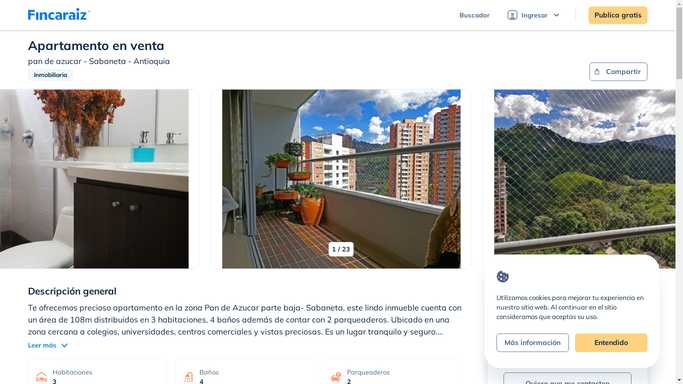 Fincaraiz
Buscador
Ingresar
Publica gratis
Apartamento en venta
pan de azucar - Sabaneta - Antioquia
Inmobiliaria
Compartir
1 / 23
Descripción general
Te ofrecemos precioso apartamento en la zona Pan de Azucar parte baja- Sabaneta, este lindo inmueble cuenta con
un área de 108m distribuidos en 3 habitaciones, 4 baños además de contar con 2 parqueaderos. Ubicado en una
zona cercana a colegios, universidades, centros comerciales y vistas preciosas. Es un lugar tranquilo y seguro....
Leer más
Habitaciones
3
Baños
4
Parqueaderos
2
Utilizamos cookies para mejorar tu experiencia en
nuestro sitio web. Al continuar en el sitio
consideramos que aceptas su uso.
Más información
Entendido
Quiero que me contacten